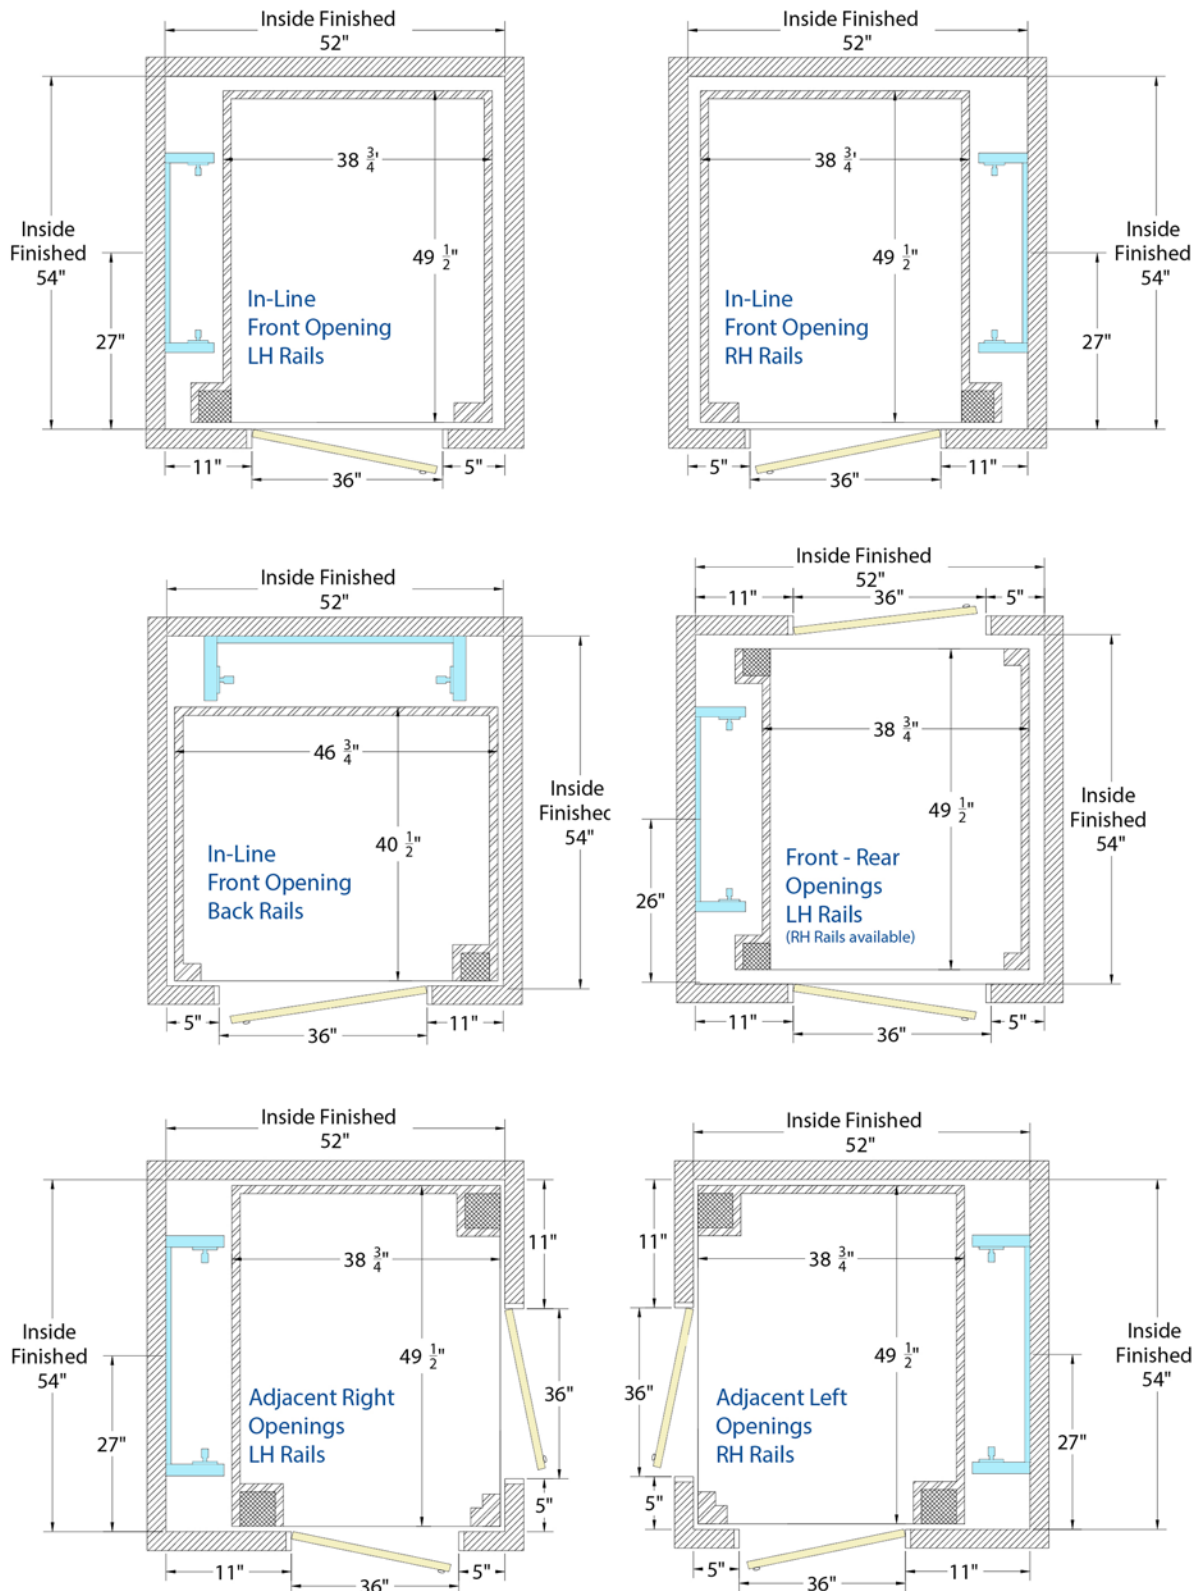 Inside Finished
52"
38 3/4'
49 1/2"
Inside
Finished
54"
27"
In-Line
Front Opening
LH Rails
11"
36"
5"
Inside Finished
52"
38 3/4'
49 1/2"
Inside
Finished
54"
27"
In-Line
Front Opening
RH Rails
5"
36"
11"
Inside Finished
52"
46 3/4"
40 1/2"
Inside
Finished
54"
In-Line
Front Opening
Back Rails
5"
36"
11"
Inside Finished
52"
11"
36"
5"
38 3/4"
49 1/2"
Inside
Finished
54"
26"
Front - Rear
Openings
LH Rails
(RH Rails available)
11"
36"
5"
Inside Finished
52"
11"
38 3/4"
49 1/2"
Inside
Finished
54"
27"
36"
Adjacent Right
Openings
LH Rails
5"
11"
36"
5"
Inside Finished
52"
11"
38 3/4"
49 1/2"
Inside
Finished
54"
36"
27"
Adjacent Left
Openings
RH Rails
5"
5"
36"
11"